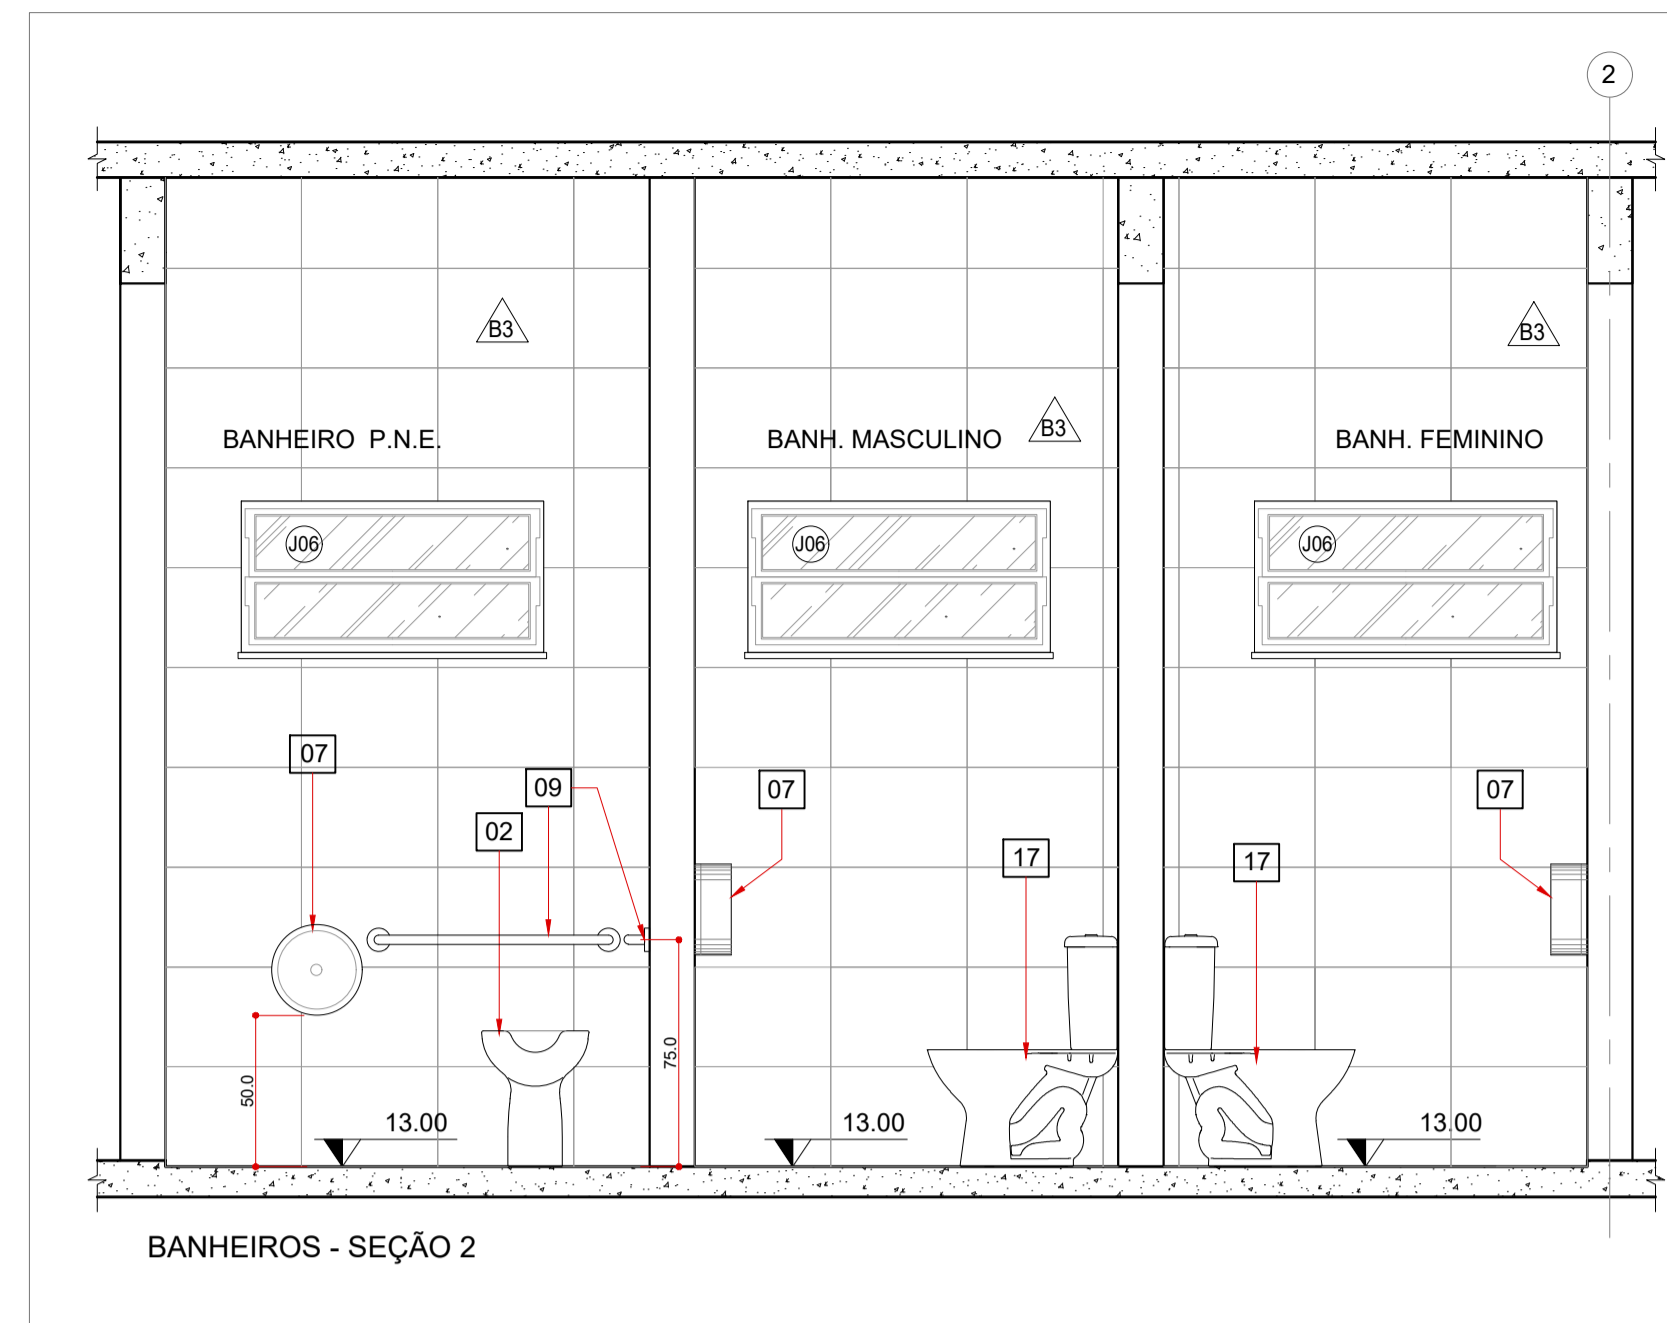 2
B3
B3
BANHEIRO P.N.E.
BANH. MASCULINO
B3
BANH. FEMININO
J06
J06
J06
07
09
07
07
02
17
17
75.0
50.0
13.00
13.00
13.00
BANHEIROS - SEÇÃO 2